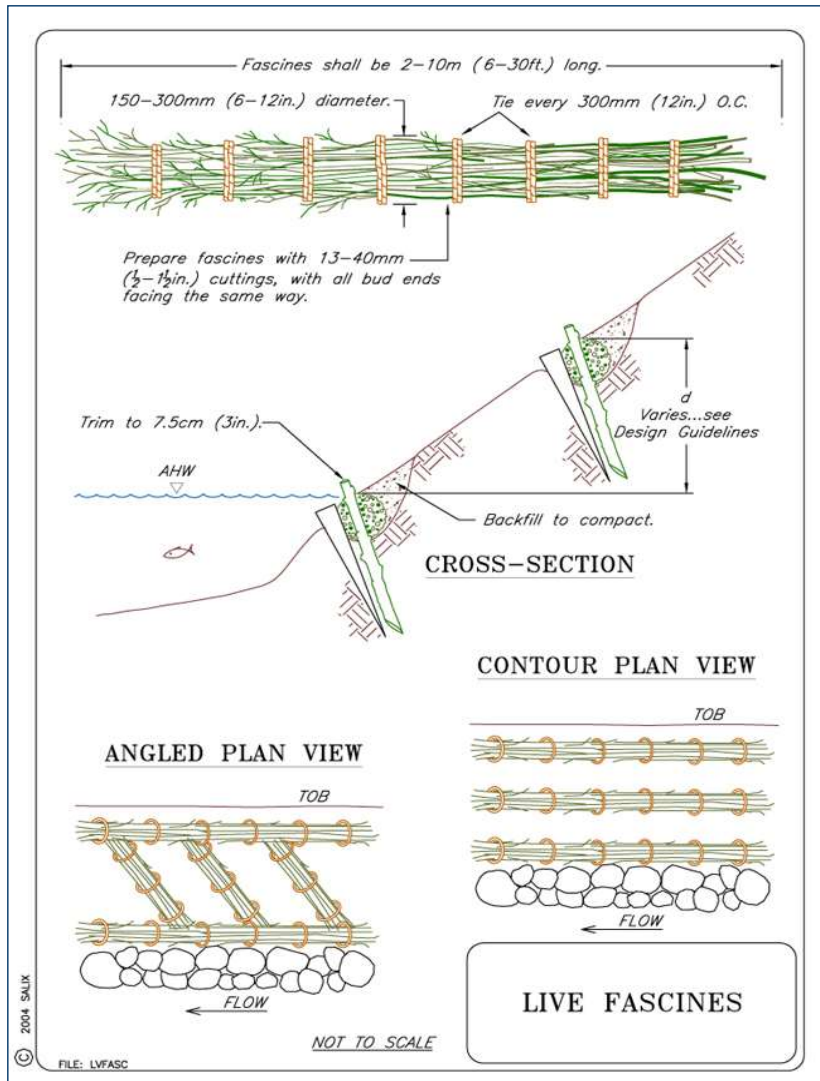 Fascines shall be 2-10m (6-30ft.) long.
150-300mm (6-12in.) diameter.
Tie every 300mm (12in.) O.C.
Prepare fascines with 13-40mm
(½-1½in.) cuttings, with all bud ends
facing the same way.
d
Varies...see
Design Guidelines
Trim to 7.5cm (3in.).
AHW
Backfill to compact.
CROSS-SECTION
CONTOUR PLAN VIEW
TOB
ANGLED PLAN VIEW
TOB
FLOW
FLOW
LIVE FASCINES
NOT TO SCALE
© 2004 SALIX
FILE: LVFASC